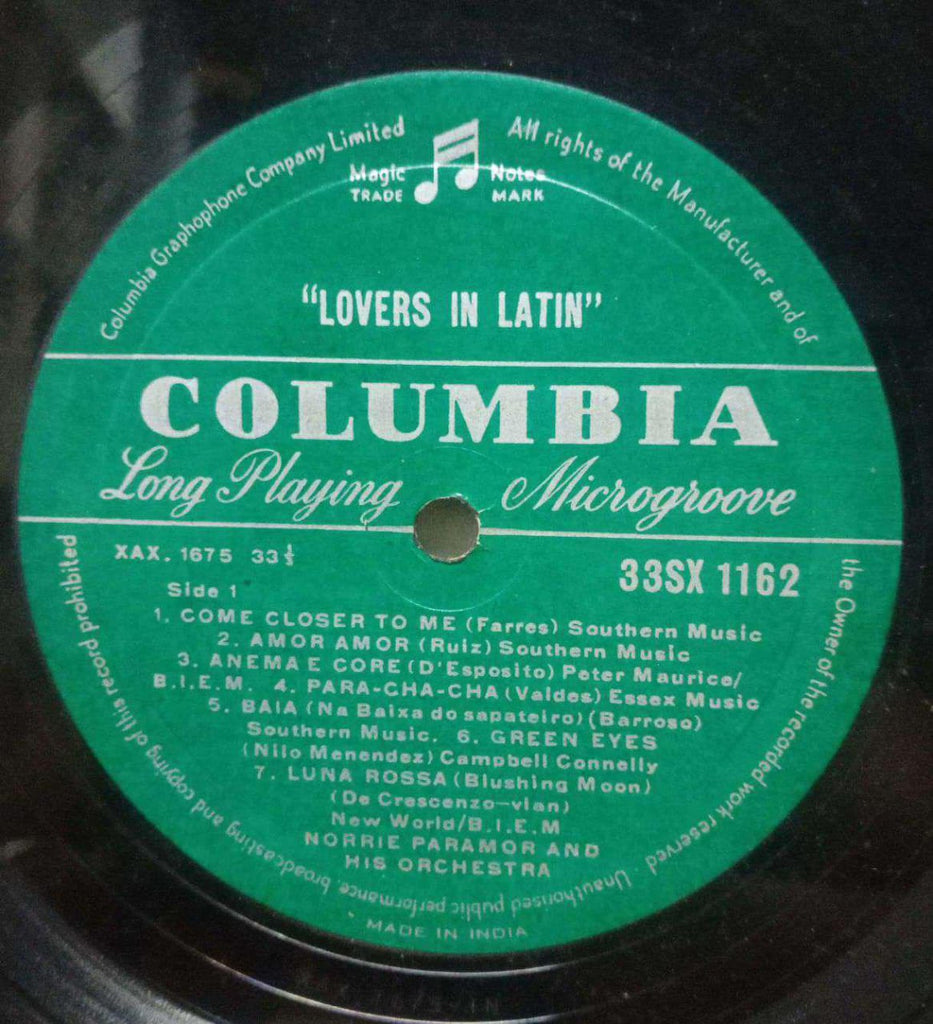 Columbia Graphophone Company Limited
All rights of the Manufacturer and of
the Owner of the recorded work reserved. Unauthorised public performance, broadcasting and copying of this record prohibited
Magic Notes
TRADE MARK
"LOVERS IN LATIN"
COLUMBIA
Long Playing Microgroove
XAX. 1675 33⅓
33SX 1162
Side 1
1. COME CLOSER TO ME (Farres) Southern Music
2. AMOR AMOR (Ruiz) Southern Music
3. ANEMA E CORE (D'Esposito) Peter Maurice/
B.I.E.M. 4. PARA-CHA-CHA (Valdes) Essex Music
5. BAIA (Na Baixa do sapateiro) (Barroso)
Southern Music. 6. GREEN EYES
(Nilo Menendez) Campbell Connelly
7. LUNA ROSSA (Blushing Moon)
(De Crescenzo-vian)
New World/B.I.E.M
NORRIE PARAMOR AND
HIS ORCHESTRA
MADE IN INDIA